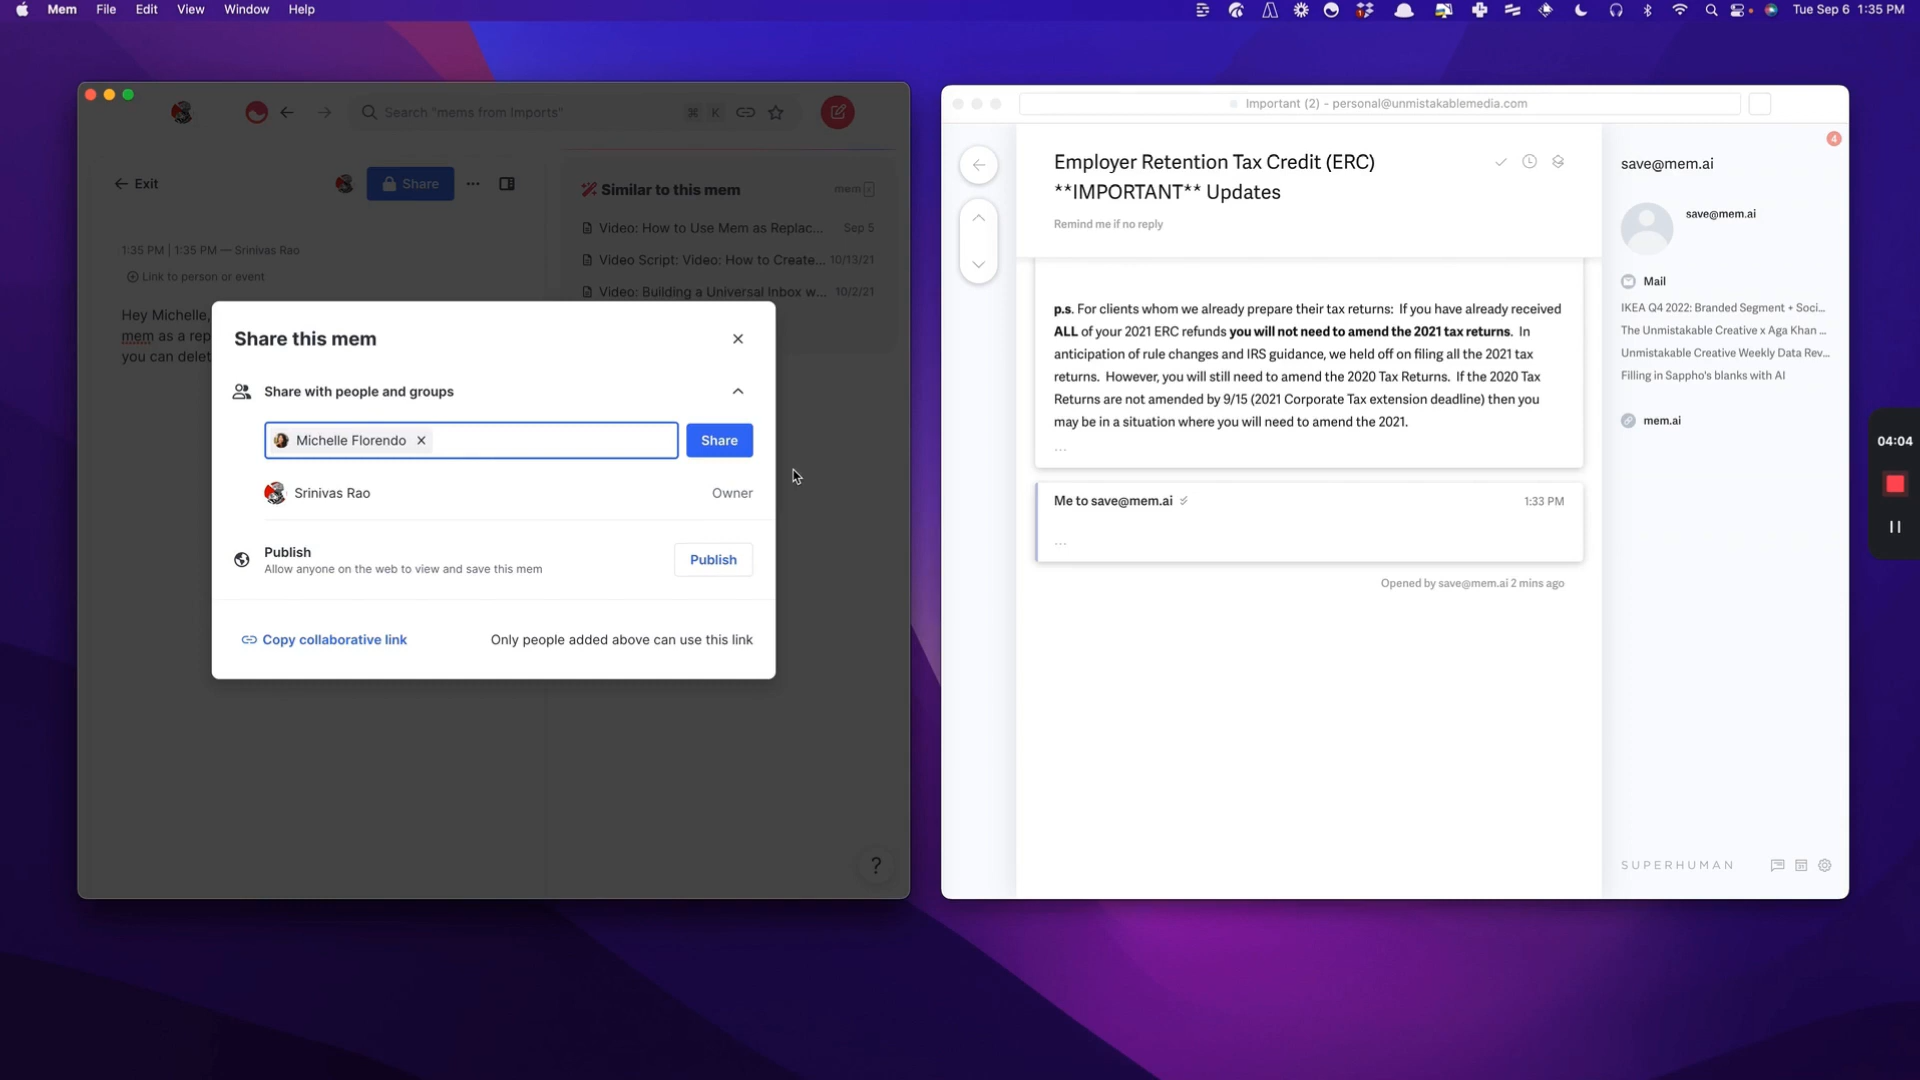 Mem File Edit View Window Help
Tue Sep 6 1:35 PM
Search "mems from Imports"
⌘ K
Exit
Share
1:35 PM | 1:35 PM — Srinivas Rao
Link to person or event
Hey Michelle,
mem as a rep
you can delet
Similar to this mem
mem
Video: How to Use Mem as Replac... Sep 5
Video Script: Video: How to Create... 10/13/21
Video: Building a Universal Inbox w... 10/2/21
Share this mem
Share with people and groups
Michelle Florendo
Share
Srinivas Rao
Owner
Publish
Allow anyone on the web to view and save this mem
Publish
Copy collaborative link
Only people added above can use this link
?
Important (2) - personal@unmistakablemedia.com
Employer Retention Tax Credit (ERC)
**IMPORTANT** Updates
Remind me if no reply
p.s. For clients whom we already prepare their tax returns: If you have already received
ALL of your 2021 ERC refunds you will not need to amend the 2021 tax returns. In
anticipation of rule changes and IRS guidance, we held off on filing all the 2021 tax
returns. However, you will still need to amend the 2020 Tax Returns. If the 2020 Tax
Returns are not amended by 9/15 (2021 Corporate Tax extension deadline) then you
may be in a situation where you will need to amend the 2021.
...
Me to save@mem.ai
1:33 PM
...
Opened by save@mem.ai 2 mins ago
4
save@mem.ai
save@mem.ai
Mail
IKEA Q4 2022: Branded Segment + Soci...
The Unmistakable Creative x Aga Khan ...
Unmistakable Creative Weekly Data Rev...
Filling in Sappho's blanks with AI
mem.ai
SUPERHUMAN
04:04